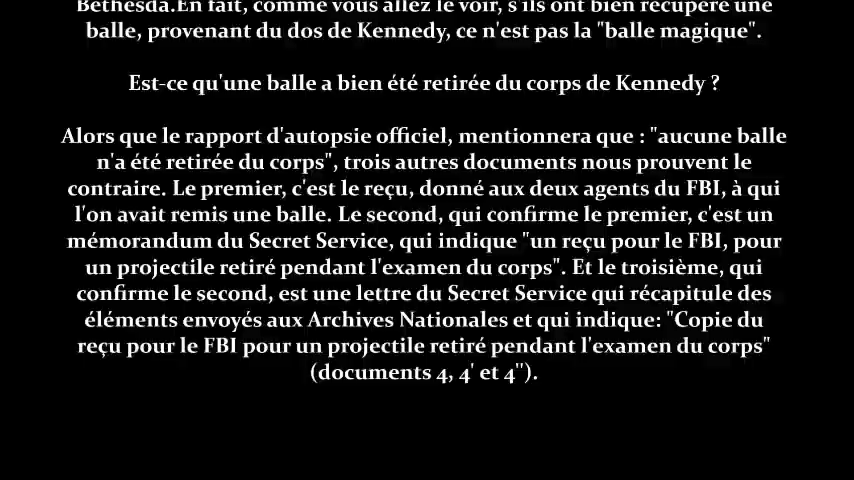 Bethesda.En fait, comme vous allez le voir, s'ils ont bien récupéré une
balle, provenant du dos de Kennedy, ce n'est pas la "balle magique".
Est-ce qu'une balle a bien été retirée du corps de Kennedy ?
Alors que le rapport d'autopsie officiel, mentionnera que : "aucune balle
n'a été retirée du corps", trois autres documents nous prouvent le
contraire. Le premier, c'est le reçu, donné aux deux agents du FBI, à qui
l'on avait remis une balle. Le second, qui confirme le premier, c'est un
mémorandum du Secret Service, qui indique "un reçu pour le FBI, pour
un projectile retiré pendant l'examen du corps". Et le troisième, qui
confirme le second, est une lettre du Secret Service qui récapitule des
éléments envoyés aux Archives Nationales et qui indique: "Copie du
reçu pour le FBI pour un projectile retiré pendant l'examen du corps"
(documents 4, 4' et 4'').